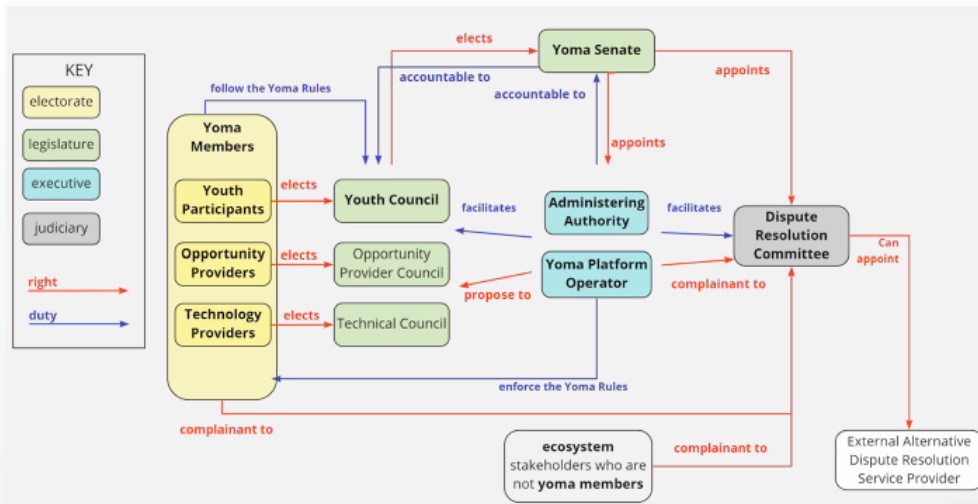 KEY
electorate
legislature
executive
judiciary
right
duty
elects
Yoma Senate
accountable to
accountable to
appoints
appoints
follow the Yoma Rules
Yoma
Members
Youth
Participants
elects
Youth Council
facilitates
Administering
Authority
facilitates
Dispute
Resolution
Committee
Can
appoint
Opportunity
Providers
elects
Opportunity
Provider Council
Yoma Platform
Operator
propose to
complainant to
Technology
Providers
elects
Technical Council
enforce the Yoma Rules
complainant to
ecosystem
stakeholders who are
not yoma members
complainant to
External Alternative
Dispute Resolution
Service Provider